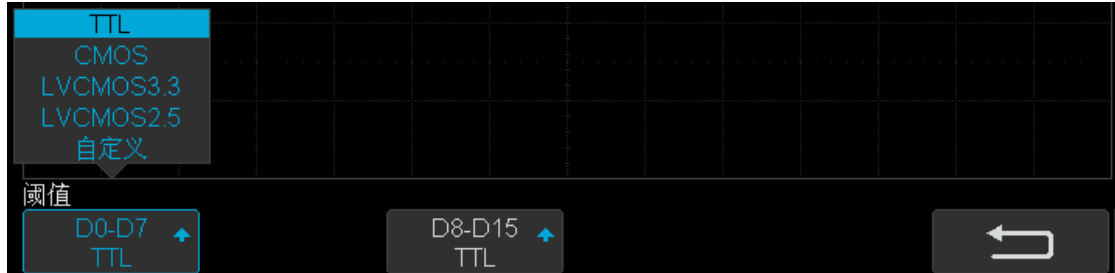 TTL
CMOS
LVCMOS3.3
LVCMOS2.5
自定义
阈值
D0-D7
TTL
D8-D15
TTL